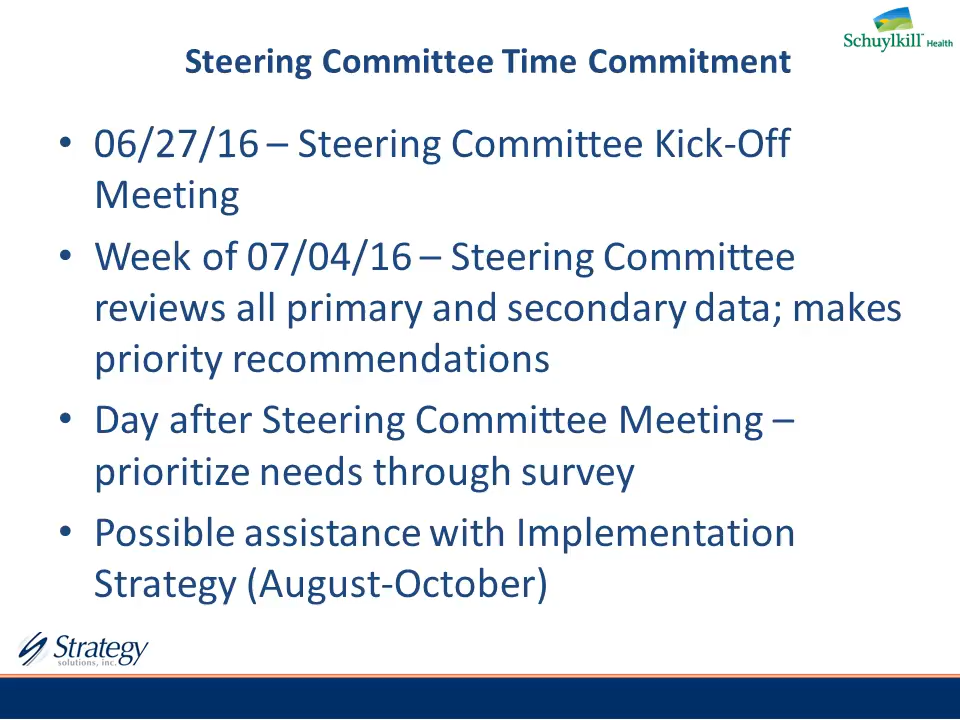 Schuylkill Health
Steering Committee Time Commitment
• 06/27/16 – Steering Committee Kick-Off
Meeting
• Week of 07/04/16 – Steering Committee
reviews all primary and secondary data; makes
priority recommendations
• Day after Steering Committee Meeting –
prioritize needs through survey
• Possible assistance with Implementation
Strategy (August-October)
Strategy
solutions, inc.